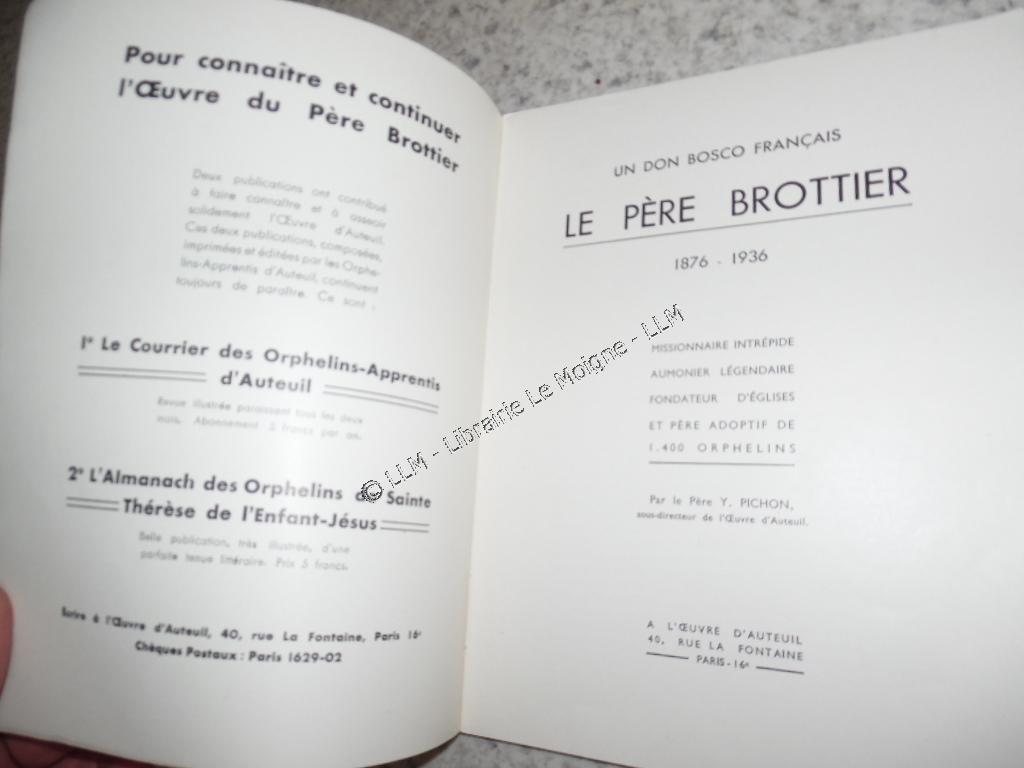 Pour connaître et continuer
l'Œuvre du Père Brottier
Deux publications ont contribué
à faire connaître et à asseoir
solidement l'Œuvre d'Auteuil.
Ces deux publications, composées,
imprimées et éditées par les Orphe-
lins-Apprentis d'Auteuil, continuent
toujours de paraître. Ce sont :
1º Le Courrier des Orphelins-Apprentis
d'Auteuil
Revue illustrée paraissant tous les deux
mois. Abonnement 5 francs par an.
2º L'Almanach des Orphelins de Sainte
Thérèse de l'Enfant-Jésus
Belle publication, très illustrée, d'une
parfaite tenue littéraire. Prix 5 francs.
Ecrire à l'Œuvre d'Auteuil, 40, rue La Fontaine, Paris 16e
Chèques Postaux : Paris 1629-02
UN DON BOSCO FRANÇAIS
LE PÈRE BROTTIER
1876 - 1936
MISSIONNAIRE INTRÉPIDE
AUMONIER LÉGENDAIRE
FONDATEUR D'ÉGLISES
ET PÈRE ADOPTIF DE
1.400 ORPHELINS
Par le Père Y. PICHON,
sous-directeur de l'Œuvre d'Auteuil.
A L'ŒUVRE D'AUTEUIL
40, RUE LA FONTAINE
PARIS-16e
© LLM - Librairie Le Moigne - LLM